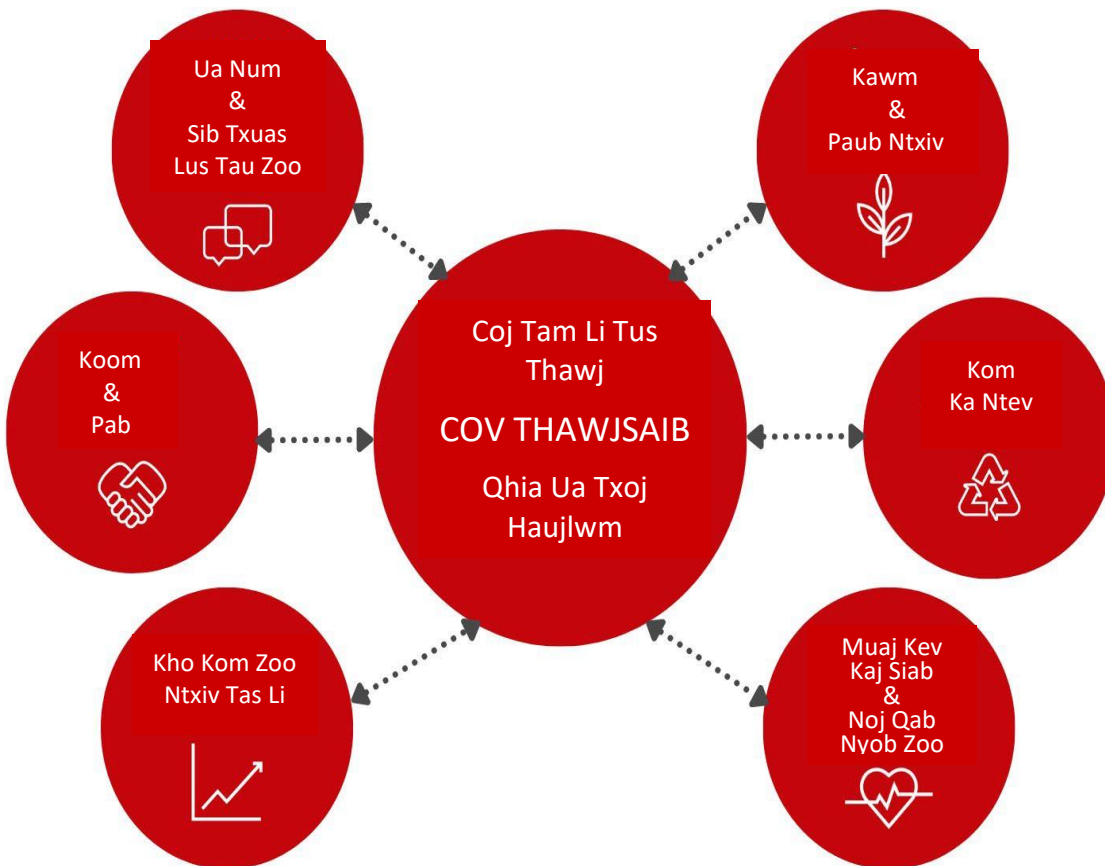 Ua Num
&
Sib Txuas
Lus Tau Zoo
Kawm
&
Paub Ntxiv
Koom
&
Pab
Coj Tam Li Tus
Thawj
COV THAWJSAIB
Qhia Ua Txoj
Haujlwm
Kom
Ka Ntev
Kho Kom Zoo
Ntxiv Tas Li
Muaj Kev
Kaj Siab
&
Noj Qab
Nyob Zoo